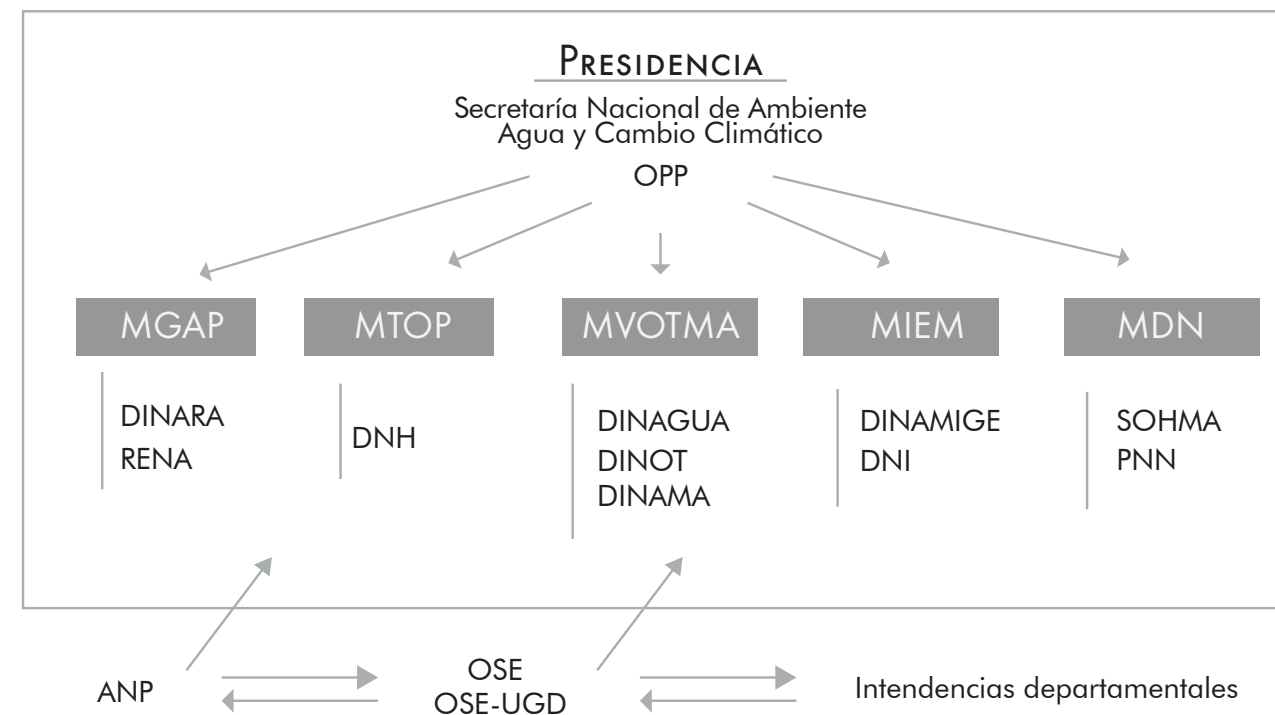 PRESIDENCIA
Secretaría Nacional de Ambiente
Agua y Cambio Climático
OPP
MGAP
MTOP
MVOTMA
MIEM
MDN
DINARA
RENA
DNH
DINAGUA
DINOT
DINAMA
DINAMIGE
DNI
SOHMA
PNN
ANP
OSE
OSE-UGD
Intendencias departamentales